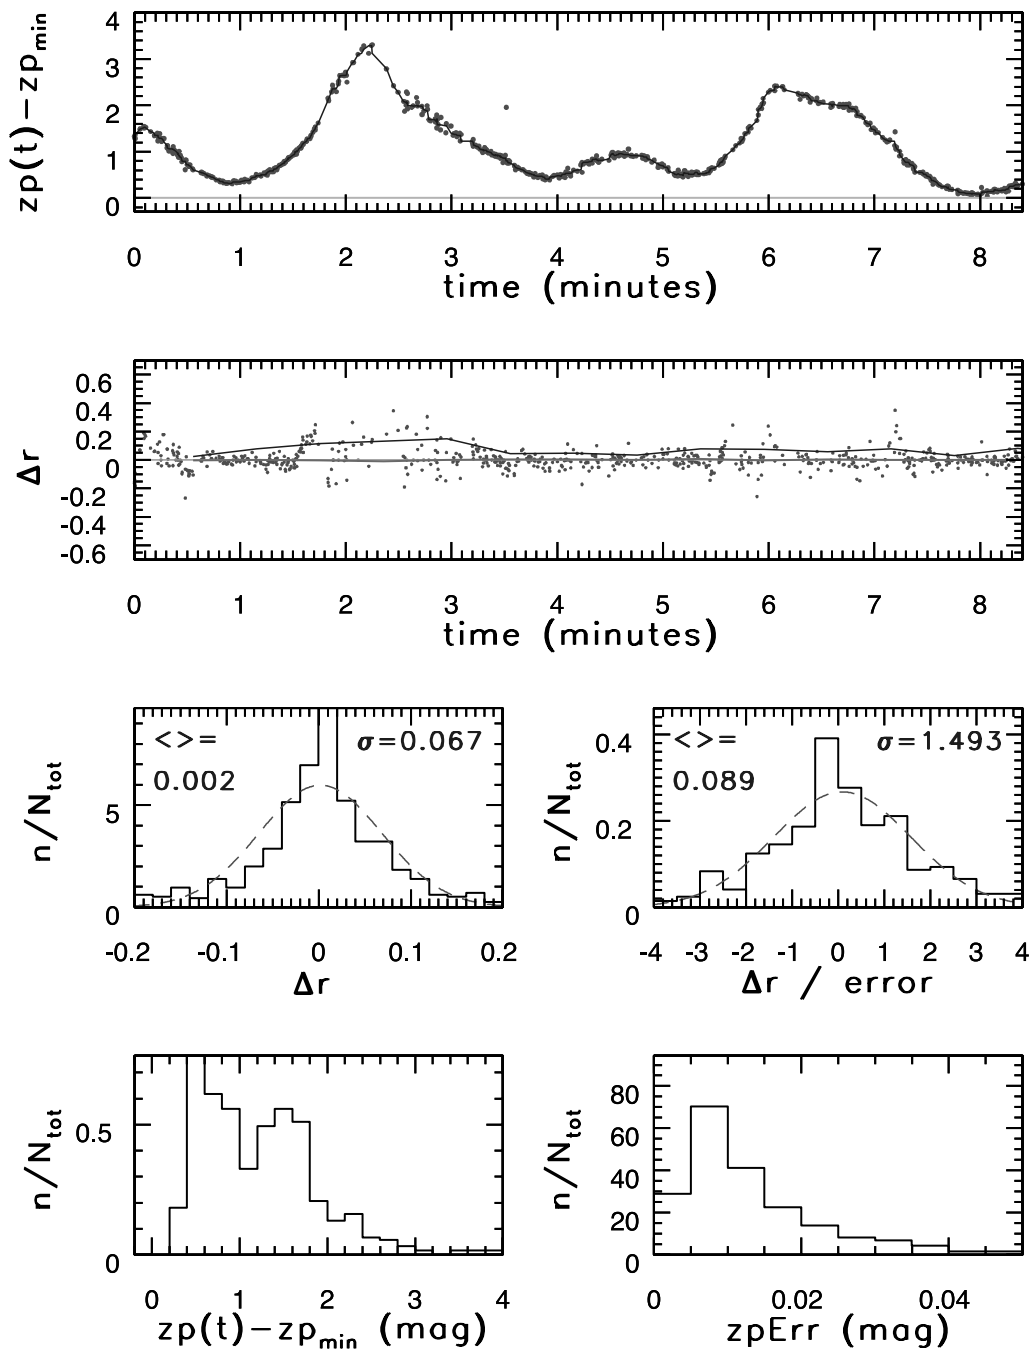 4
3
2
1
0
zp(t)−zp_min
0 1 2 3 4 5 6 7 8
time (minutes)
0.6
0.4
0.2
0
-0.2
-0.4
-0.6
Δr
0 1 2 3 4 5 6 7 8
time (minutes)
<>=
0.002
σ=0.067
5
0
n/N_tot
-0.2 -0.1 0 0.1 0.2
Δr
<>=
0.089
σ=1.493
0.4
0.2
0
n/N_tot
-4 -3 -2 -1 0 1 2 3 4
Δr / error
0.5
0
n/N_tot
0 1 2 3 4
zp(t)−zp_min (mag)
80
60
40
20
0
n/N_tot
0 0.02 0.04
zpErr (mag)